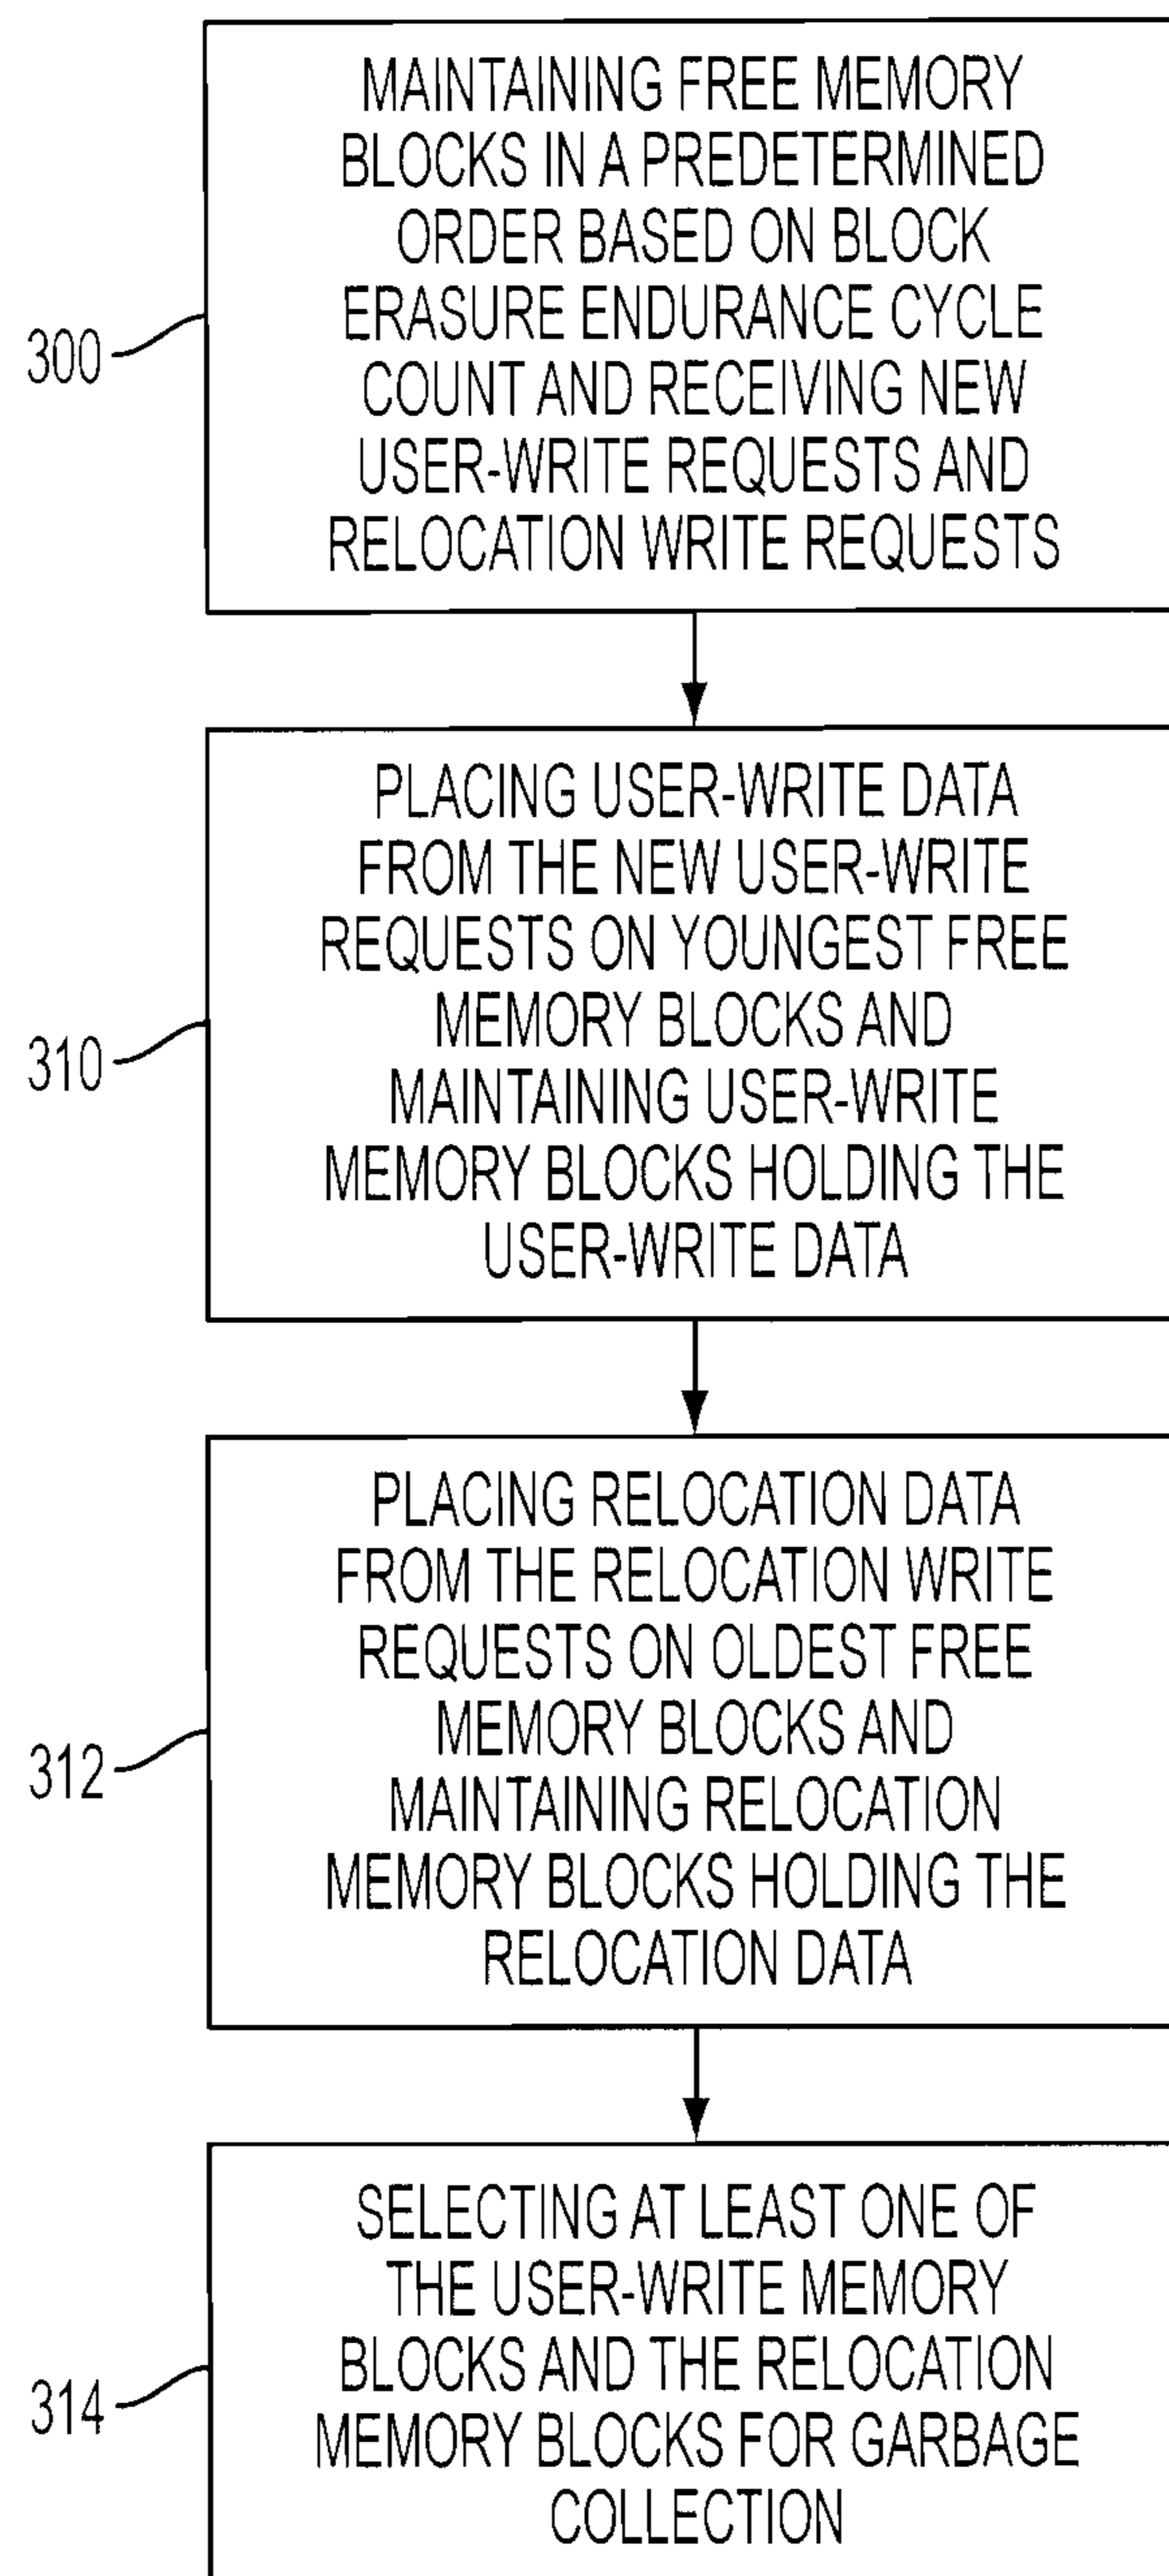 MAINTAINING FREE MEMORY
BLOCKS IN A PREDETERMINED
ORDER BASED ON BLOCK
ERASURE ENDURANCE CYCLE
COUNT AND RECEIVING NEW
USER-WRITE REQUESTS AND
RELOCATION WRITE REQUESTS
300
PLACING USER-WRITE DATA
FROM THE NEW USER-WRITE
REQUESTS ON YOUNGEST FREE
MEMORY BLOCKS AND
MAINTAINING USER-WRITE
MEMORY BLOCKS HOLDING THE
USER-WRITE DATA
310
PLACING RELOCATION DATA
FROM THE RELOCATION WRITE
REQUESTS ON OLDEST FREE
MEMORY BLOCKS AND
MAINTAINING RELOCATION
MEMORY BLOCKS HOLDING THE
RELOCATION DATA
312
SELECTING AT LEAST ONE OF
THE USER-WRITE MEMORY
BLOCKS AND THE RELOCATION
MEMORY BLOCKS FOR GARBAGE
COLLECTION
314